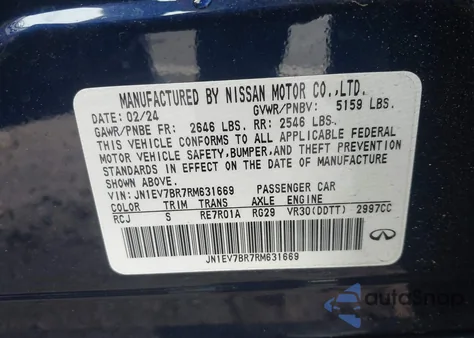 MANUFACTURED BY NISSAN MOTOR CO.,LTD.
DATE: 02/24 GVWR/PNBV: 5159 LBS.
GAWR/PNBE FR: 2646 LBS. RR: 2546 LBS.
THIS VEHICLE CONFORMS TO ALL APPLICABLE FEDERAL
MOTOR VEHICLE SAFETY,BUMPER,AND THEFT PREVENTION
STANDARDS IN EFFECT ON THE DATE OF MANUFACTURE
SHOWN ABOVE.
VIN: JN1EV7BR7RM631669 PASSENGER CAR
COLOR TRIM TRANS AXLE ENGINE
RCJ S RE7R01A RG29 VR30(DDTT) 2997CC
JN1EV7BR7RM631669
autoSnap